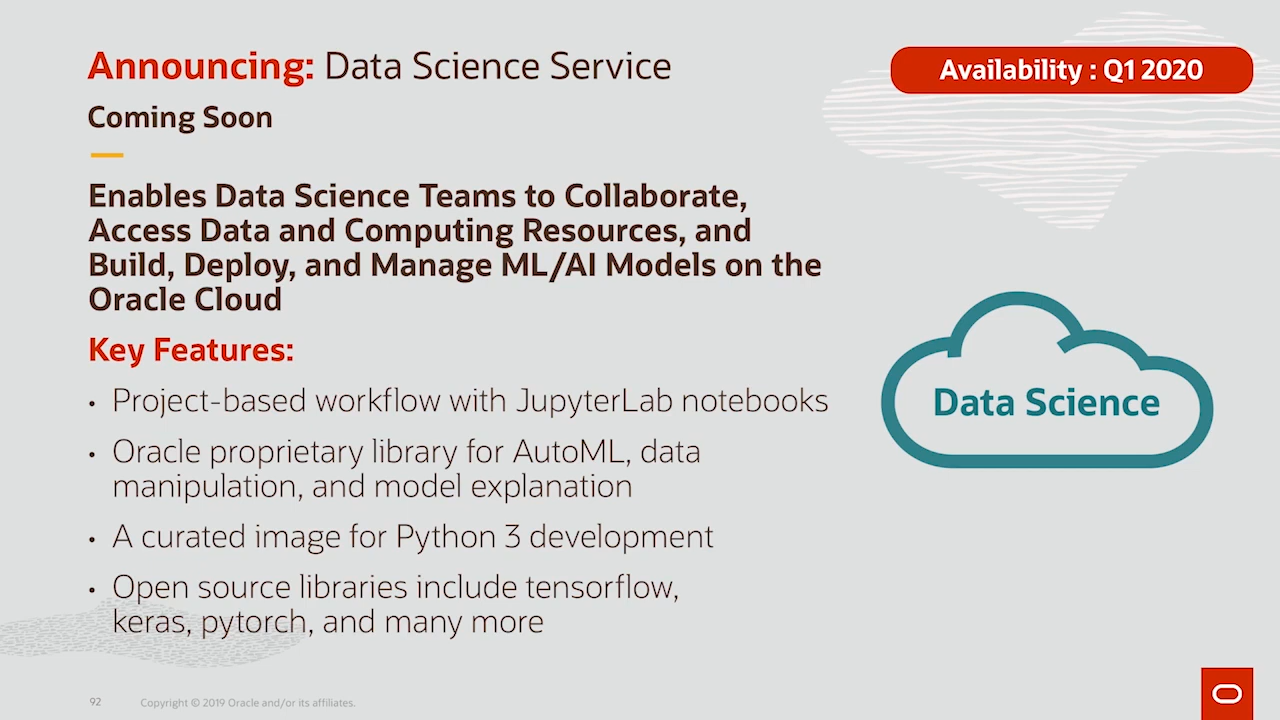 Announcing: Data Science Service
Availability : Q1 2020
Coming Soon
Enables Data Science Teams to Collaborate,
Access Data and Computing Resources, and
Build, Deploy, and Manage ML/AI Models on the
Oracle Cloud
Key Features:
• Project-based workflow with JupyterLab notebooks
• Oracle proprietary library for AutoML, data
manipulation, and model explanation
• A curated image for Python 3 development
• Open source libraries include tensorflow,
keras, pytorch, and many more
Data Science
92 Copyright © 2019 Oracle and/or its affiliates.